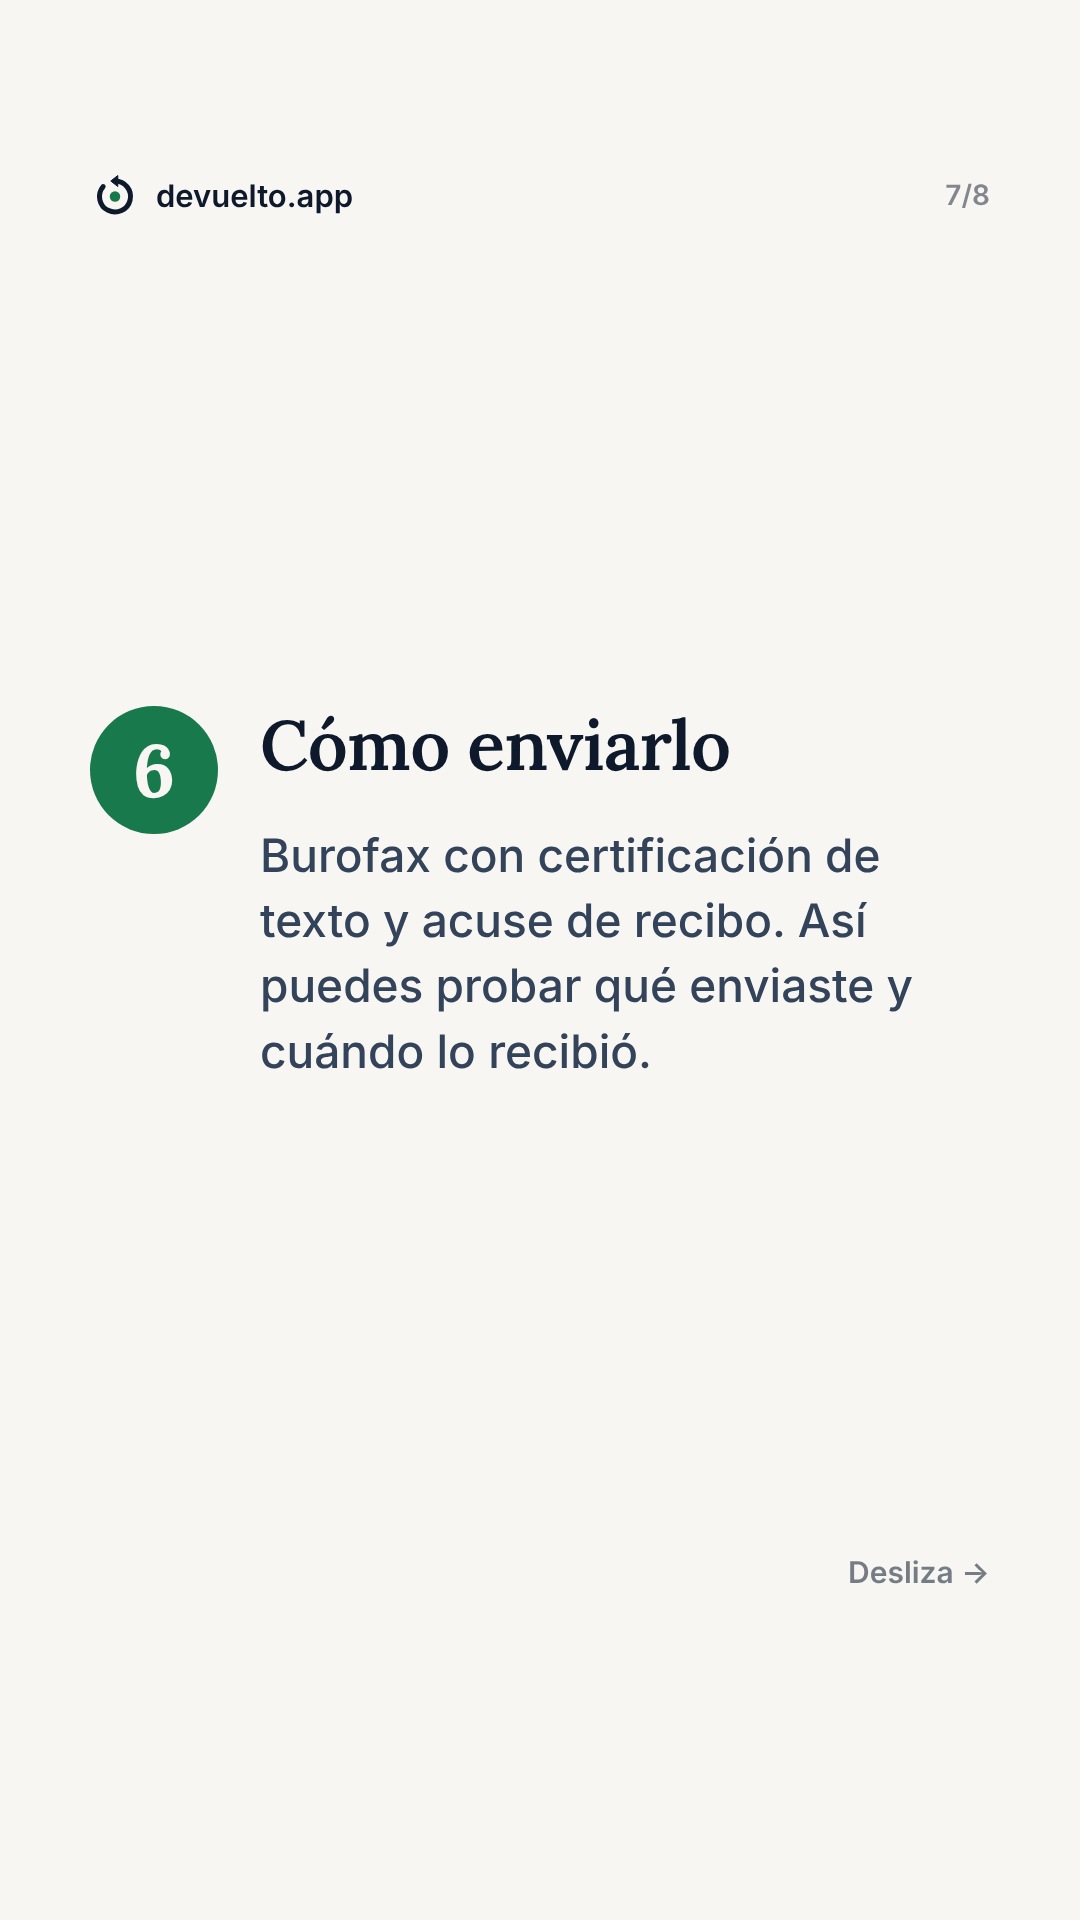 devuelto.app
7/8
6
Cómo enviarlo
Burofax con certificación de
texto y acuse de recibo. Así
puedes probar qué enviaste y
cuándo lo recibió.
Desliza →